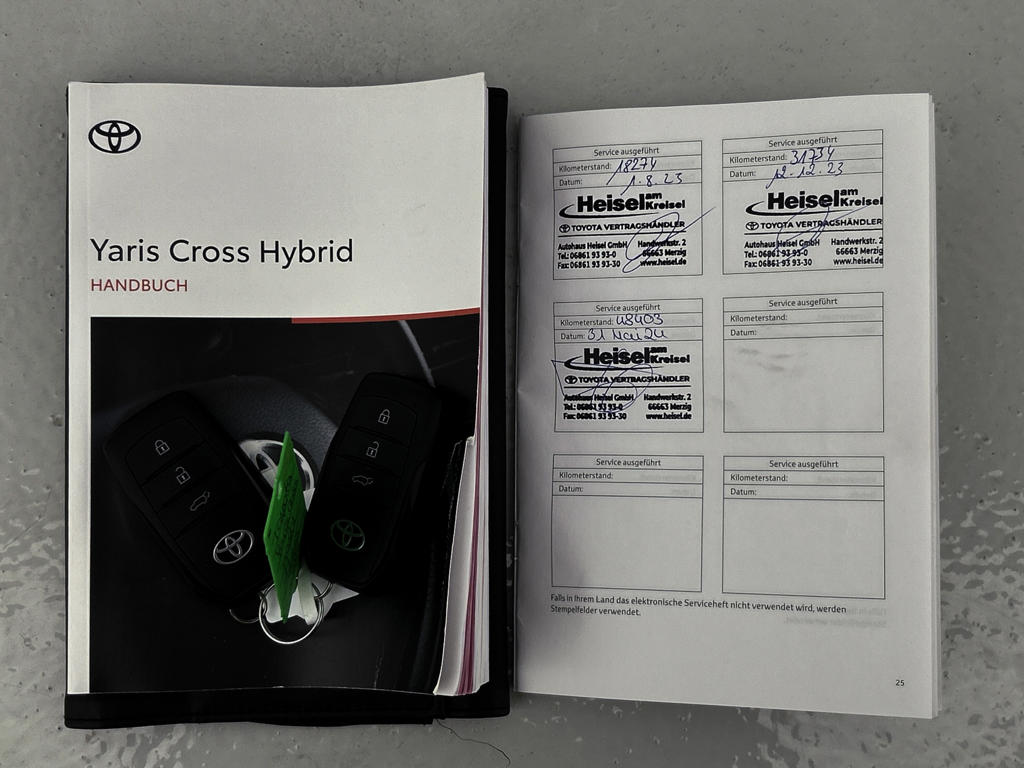 Yaris Cross Hybrid
HANDBUCH
Service ausgeführt
Kilometerstand: 18274
Datum: 1.8.23
Heisel am Kreisel
TOYOTA VERTRAGSHÄNDLER
Autohaus Heisel GmbH Handwerkstr. 2
Tel.: 06861 93 93-0 66663 Merzig
Fax: 06861 93 93-30 www.heisel.de
Service ausgeführt
Kilometerstand: 31734
Datum: 12.12.23
Heisel am Kreisel
TOYOTA VERTRAGSHÄNDLER
Autohaus Heisel GmbH Handwerkstr. 2
Tel.: 06861 93 93-0 66663 Merzig
Fax: 06861 93 93-30 www.heisel.de
Service ausgeführt
Kilometerstand: 48403
Datum: 31 Mai 24
Heisel am Kreisel
TOYOTA VERTRAGSHÄNDLER
Autohaus Heisel GmbH Handwerkstr. 2
Tel.: 06861 93 93-0 66663 Merzig
Fax: 06861 93 93-30 www.heisel.de
Service ausgeführt
Kilometerstand:
Datum:
Service ausgeführt
Kilometerstand:
Datum:
Service ausgeführt
Kilometerstand:
Datum:
Falls in Ihrem Land das elektronische Serviceheft nicht verwendet wird, werden
Stempelfelder verwendet.
25